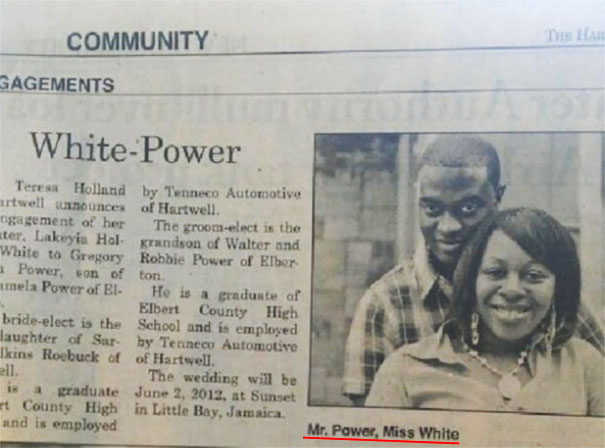 COMMUNITY
THE HAR
GAGEMENTS
White-Power
Teresa Holland
artwell announces
ngagement of her
ter, Lakeyia Hol-
White to Gregory
Power, son of
mela Power of El-
bride-elect is the
laughter of Sar-
lkins Roebuck of
ell.
is a graduate
rt County High
and is employed
by Tenneco Automotive
of Hartwell.
The groom-elect is the
grandson of Walter and
Robbie Power of Elber-
ton.
He is a graduate of
Elbert County High
School and is employed
by Tenneco Automotive
of Hartwell.
The wedding will be
June 2, 2012, at Sunset
in Little Bay, Jamaica.
Mr. Power, Miss White